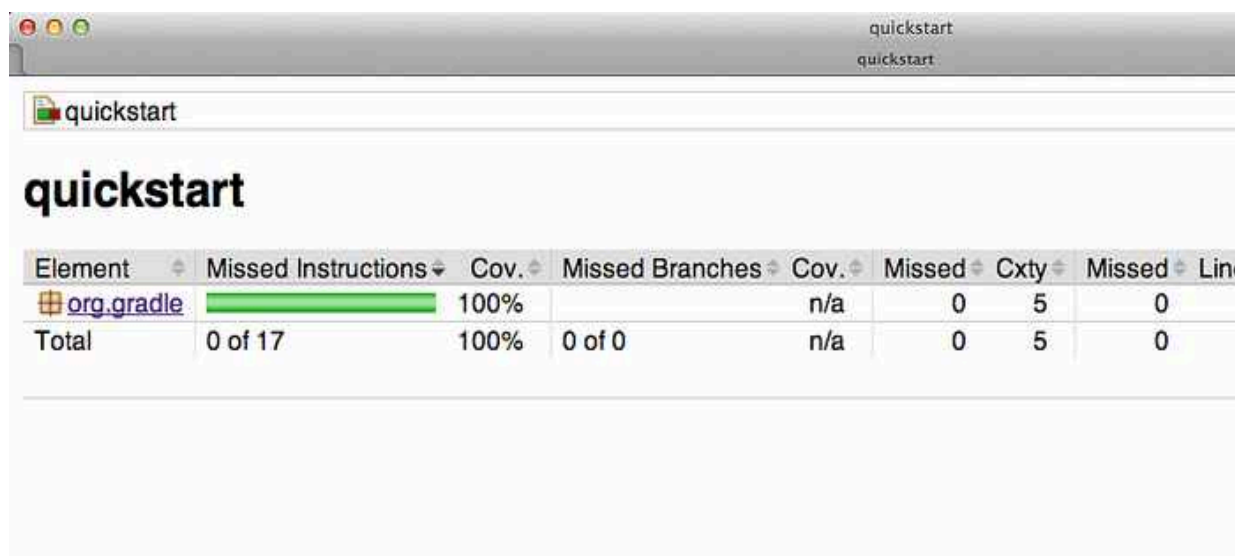 quickstart
quickstart
quickstart
quickstart
Element Missed Instructions Cov. Missed Branches Cov. Missed Cxty Missed Lin
org.gradle 100% n/a 0 5 0
Total 0 of 17 100% 0 of 0 n/a 0 5 0